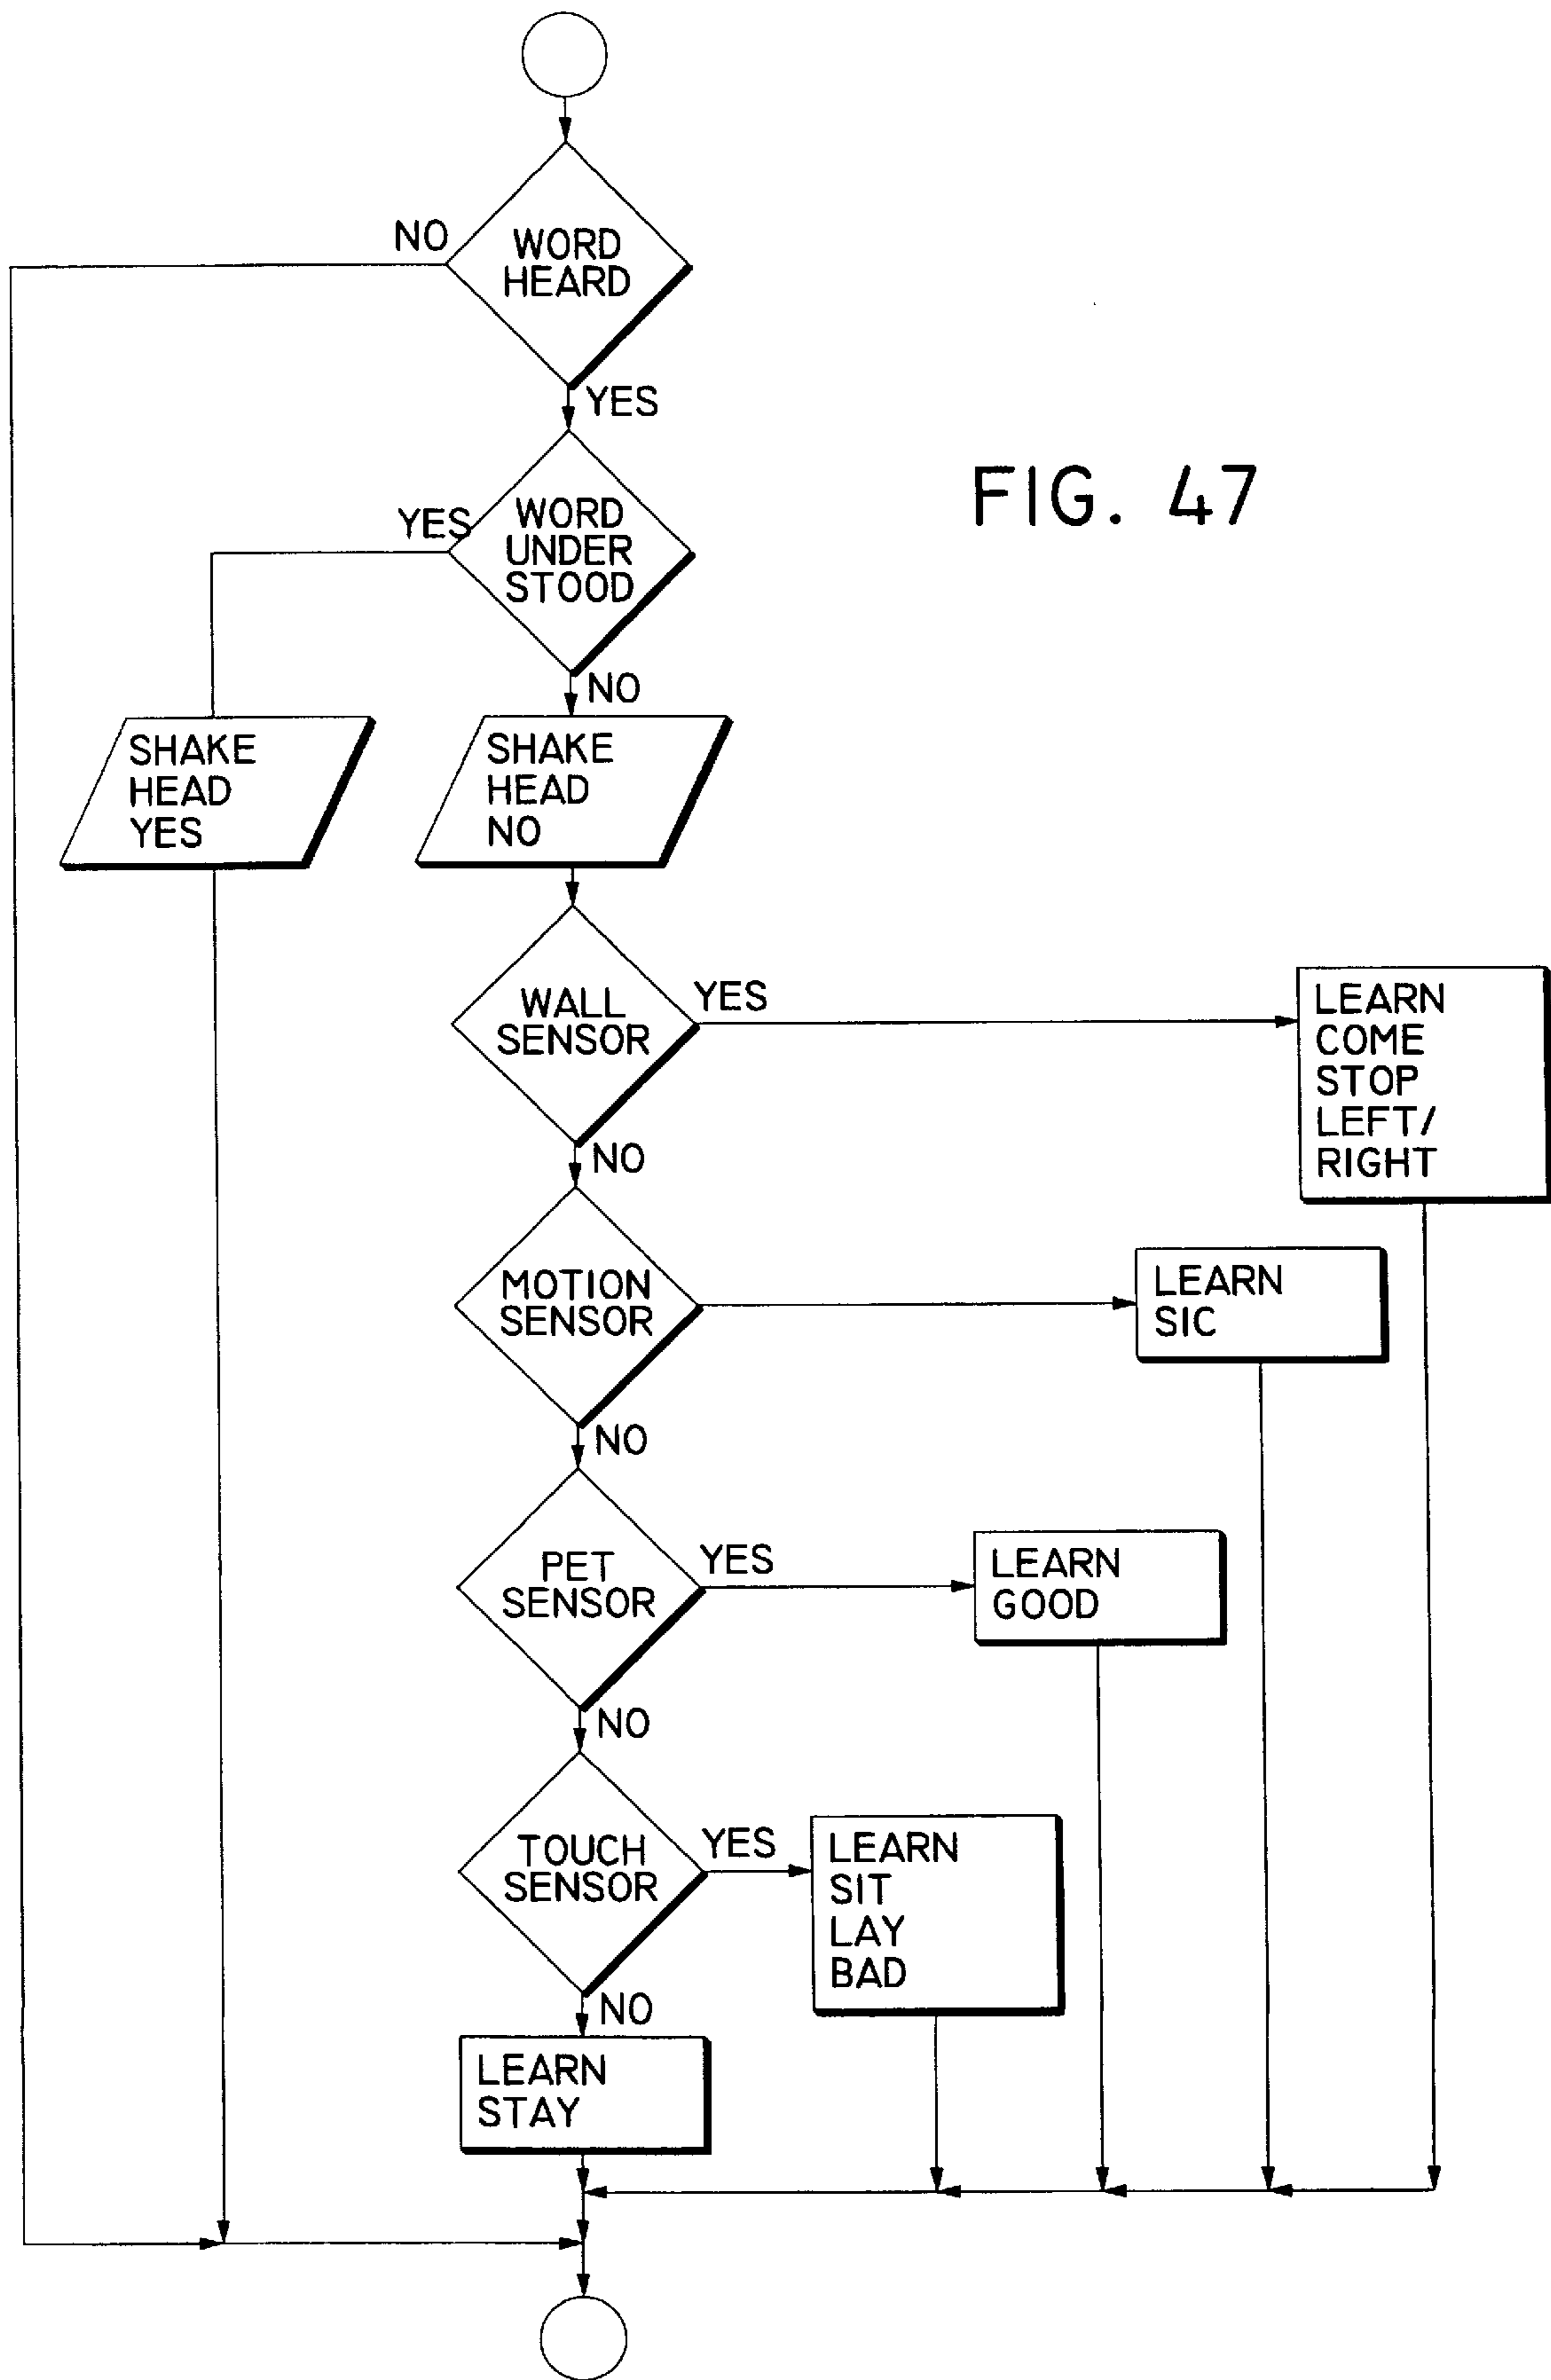 NO
WORD
HEARD
YES
FIG. 47
YES
WORD
UNDER
STOOD
NO
SHAKE
HEAD
YES
SHAKE
HEAD
NO
WALL
SENSOR
YES
LEARN
COME
STOP
LEFT/
RIGHT
NO
MOTION
SENSOR
LEARN
SIC
NO
PET
SENSOR
YES
LEARN
GOOD
NO
TOUCH
SENSOR
YES
LEARN
SIT
LAY
BAD
NO
LEARN
STAY